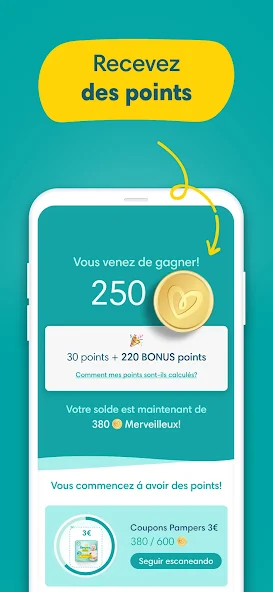 Recevez
des points
Vous venez de gagner!
250
30 points + 220 BONUS points
Comment mes points sont-ils calculés?
Votre solde est maintenant de
380 Merveilleux!
Vous commencez á avoir des points!
3€
Coupons Pampers 3€
380 / 600
Seguir escaneando